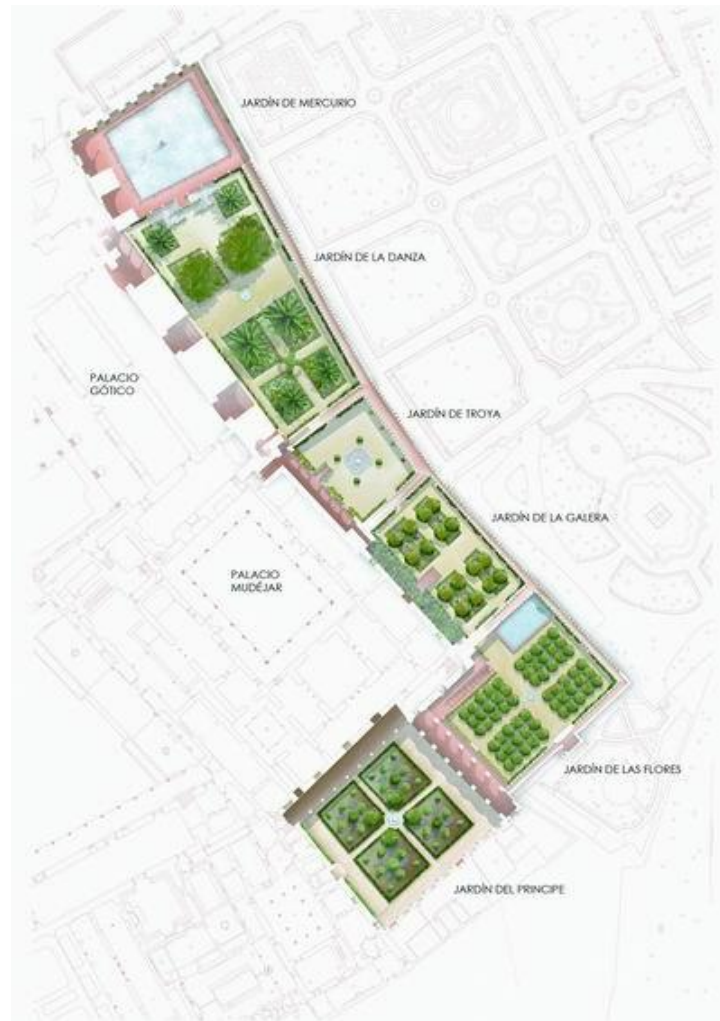 JARDÍN DE MERCURIO
JARDÍN DE LA DANZA
PALACIO
GÓTICO
JARDÍN DE TROYA
JARDÍN DE LA GALERA
PALACIO
MUDÉJAR
JARDÍN DE LAS FLORES
JARDÍN DEL PRINCIPE